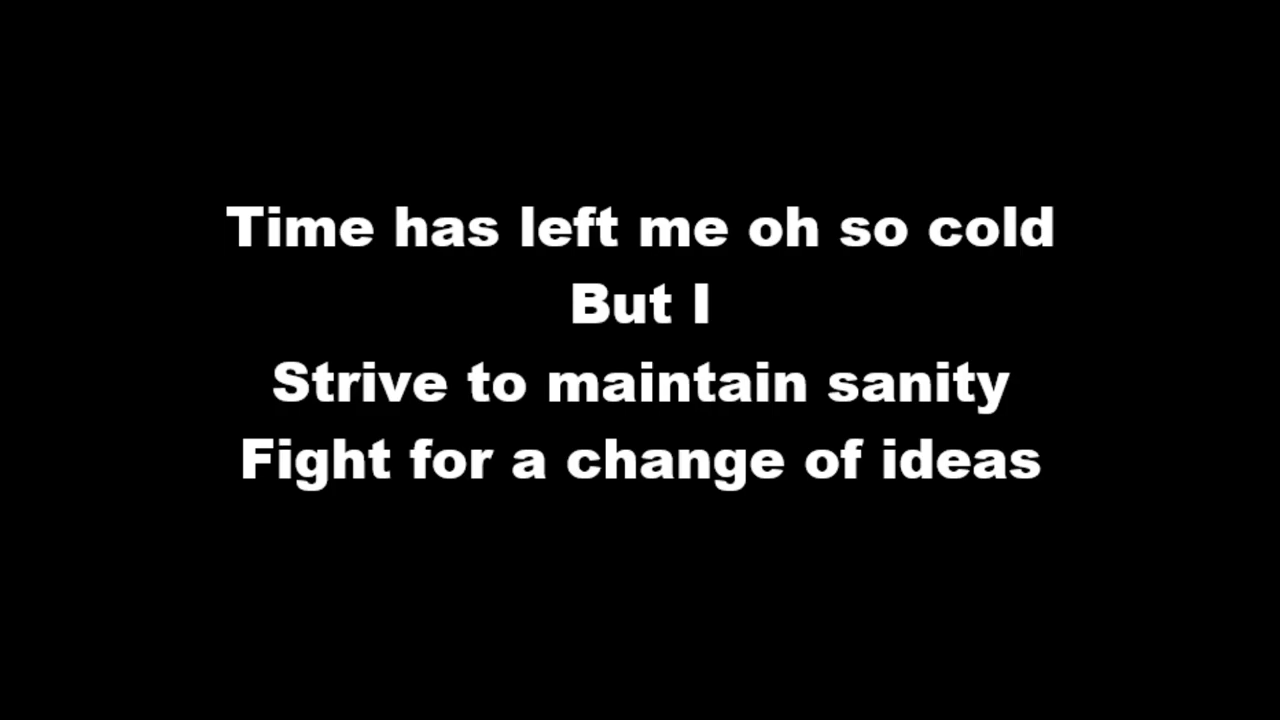 Time has left me oh so cold
But I
Strive to maintain sanity
Fight for a change of ideas